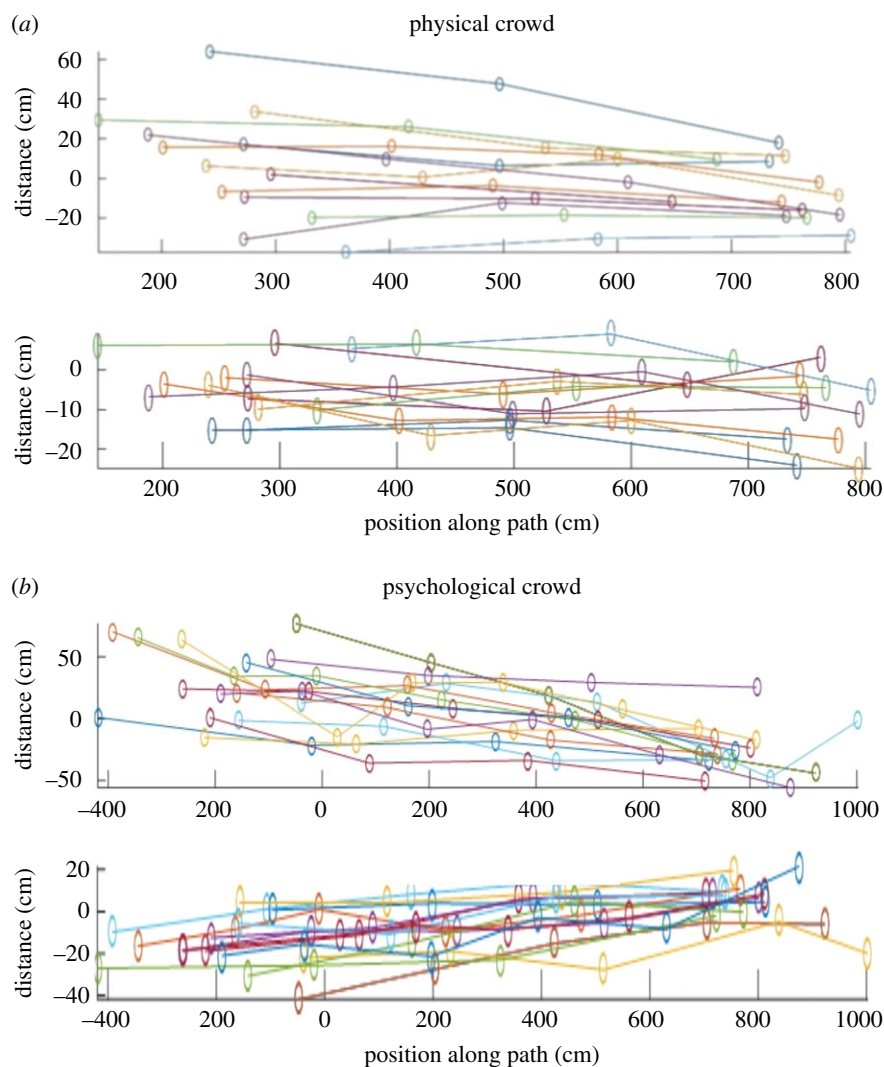 (a) physical crowd
distance (cm)
60
40
20
0
−20
200 300 400 500 600 700 800
distance (cm)
0
−10
−20
200 300 400 500 600 700 800
position along path (cm)
(b) psychological crowd
distance (cm)
50
0
−50
−400 200 0 200 400 600 800 1000
distance (cm)
20
0
−20
−40
−400 200 0 200 400 600 800 1000
position along path (cm)